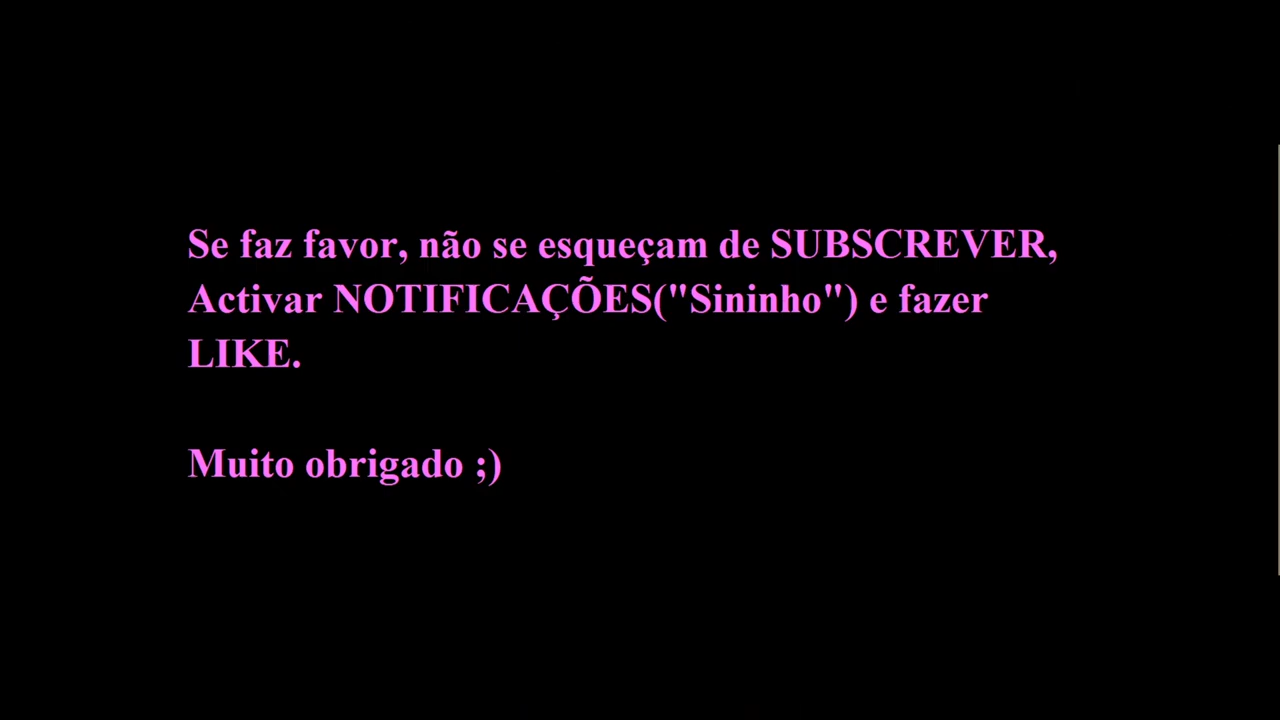 Se faz favor, não se esqueçam de SUBSCREVER,
Activar NOTIFICAÇÕES("Sininho") e fazer
LIKE.
Muito obrigado ;)